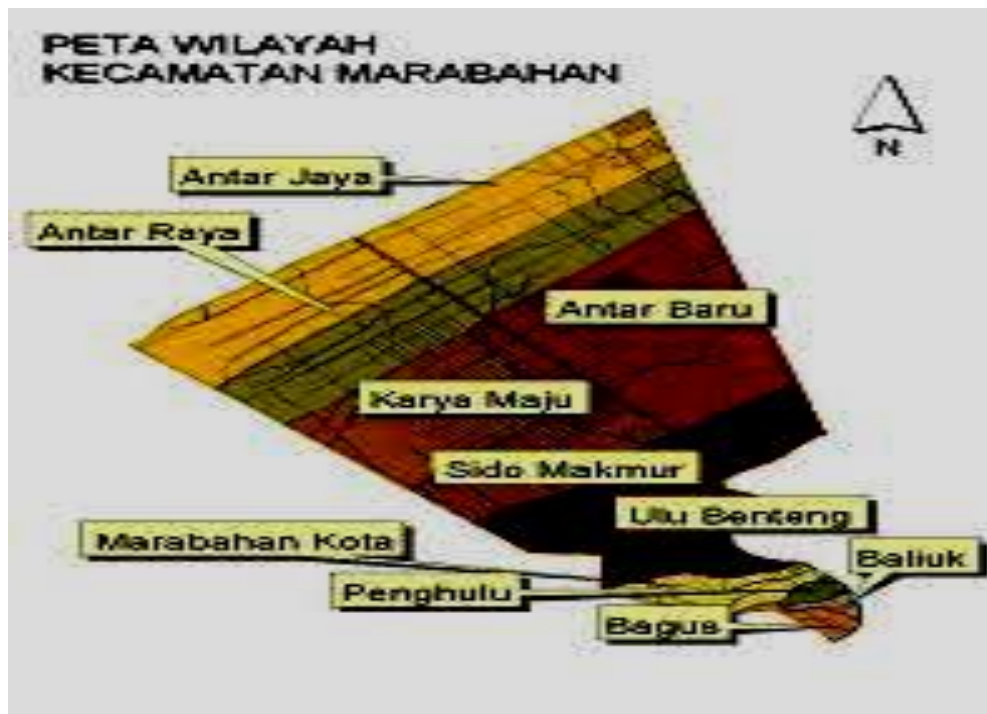 PETA WILAYAH
KECAMATAN MARABAHAN
N
Antar Jaya
Antar Raya
Antar Baru
Karya Maju
Sido Makmur
Ulu Benteng
Marabahan Kota
Baliuk
Penghulu
Bagus